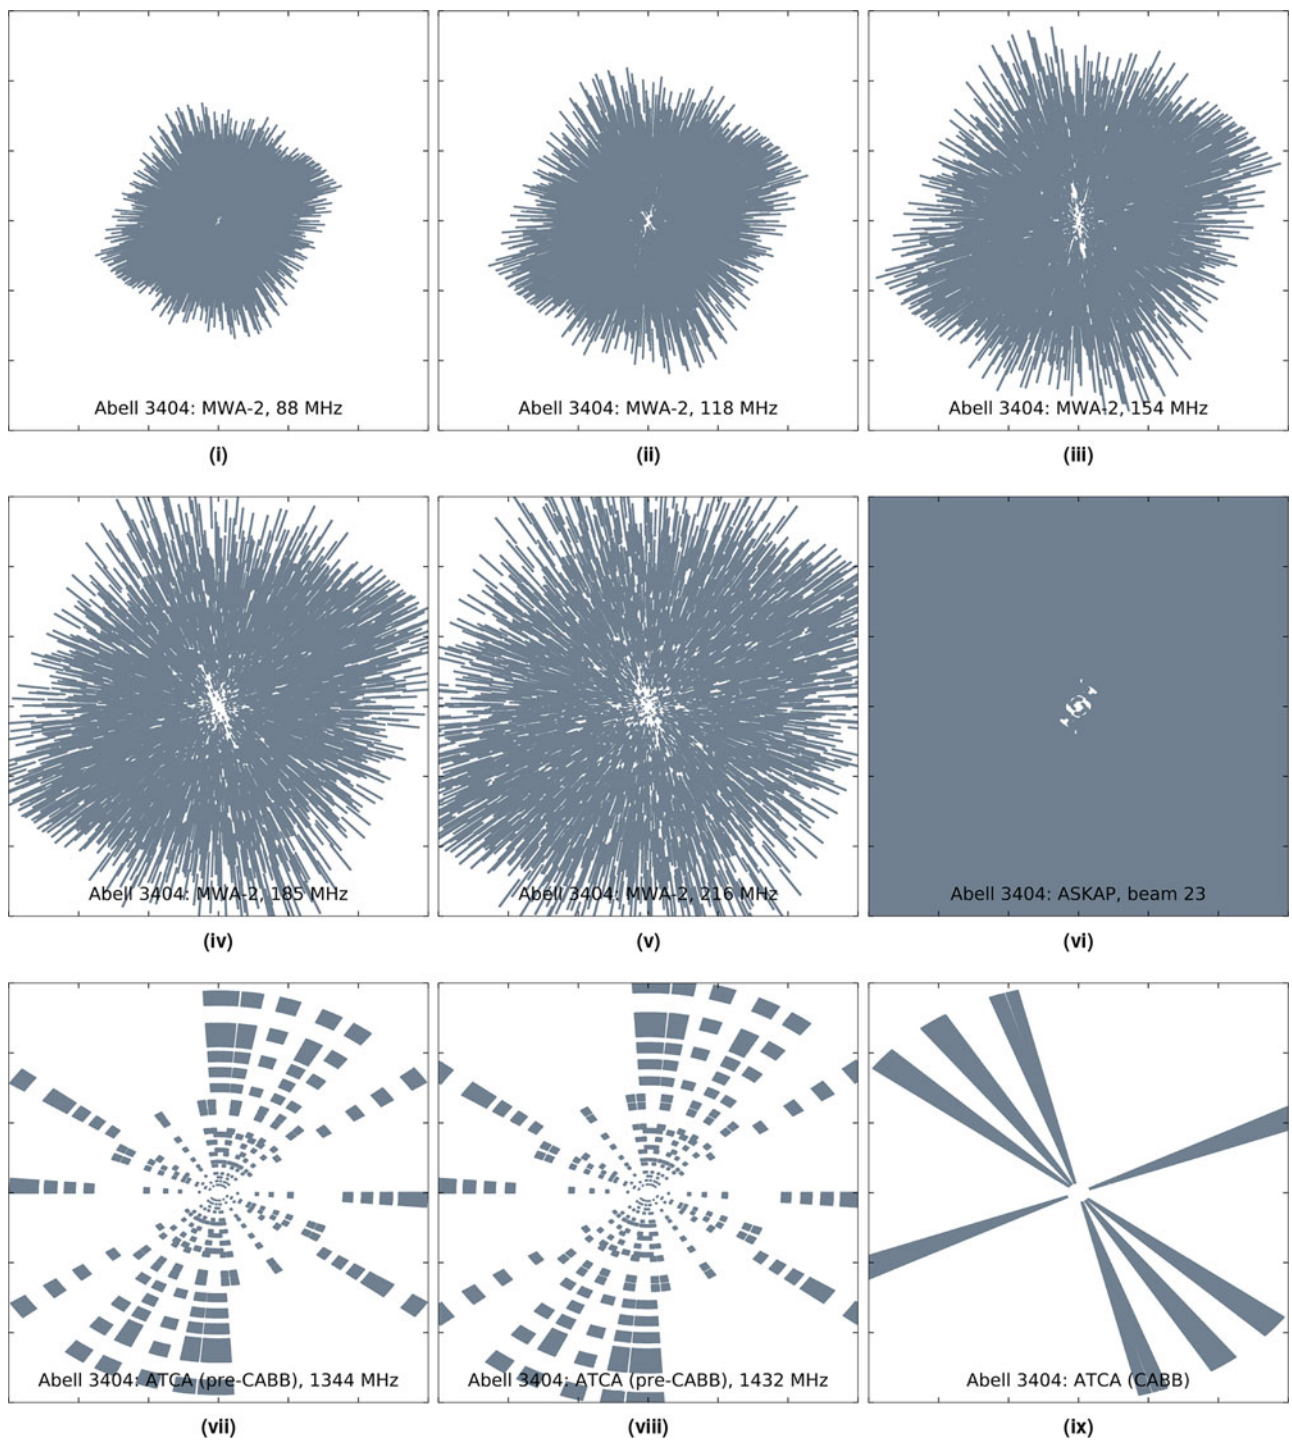 Abell 3404: MWA-2, 88 MHz
(i)
Abell 3404: MWA-2, 118 MHz
(ii)
Abell 3404: MWA-2, 154 MHz
(iii)
Abell 3404: MWA-2, 185 MHz
(iv)
Abell 3404: MWA-2, 216 MHz
(v)
Abell 3404: ASKAP, beam 23
(vi)
Abell 3404: ATCA (pre-CABB), 1344 MHz
(vii)
Abell 3404: ATCA (pre-CABB), 1432 MHz
(viii)
Abell 3404: ATCA (CABB)
(ix)